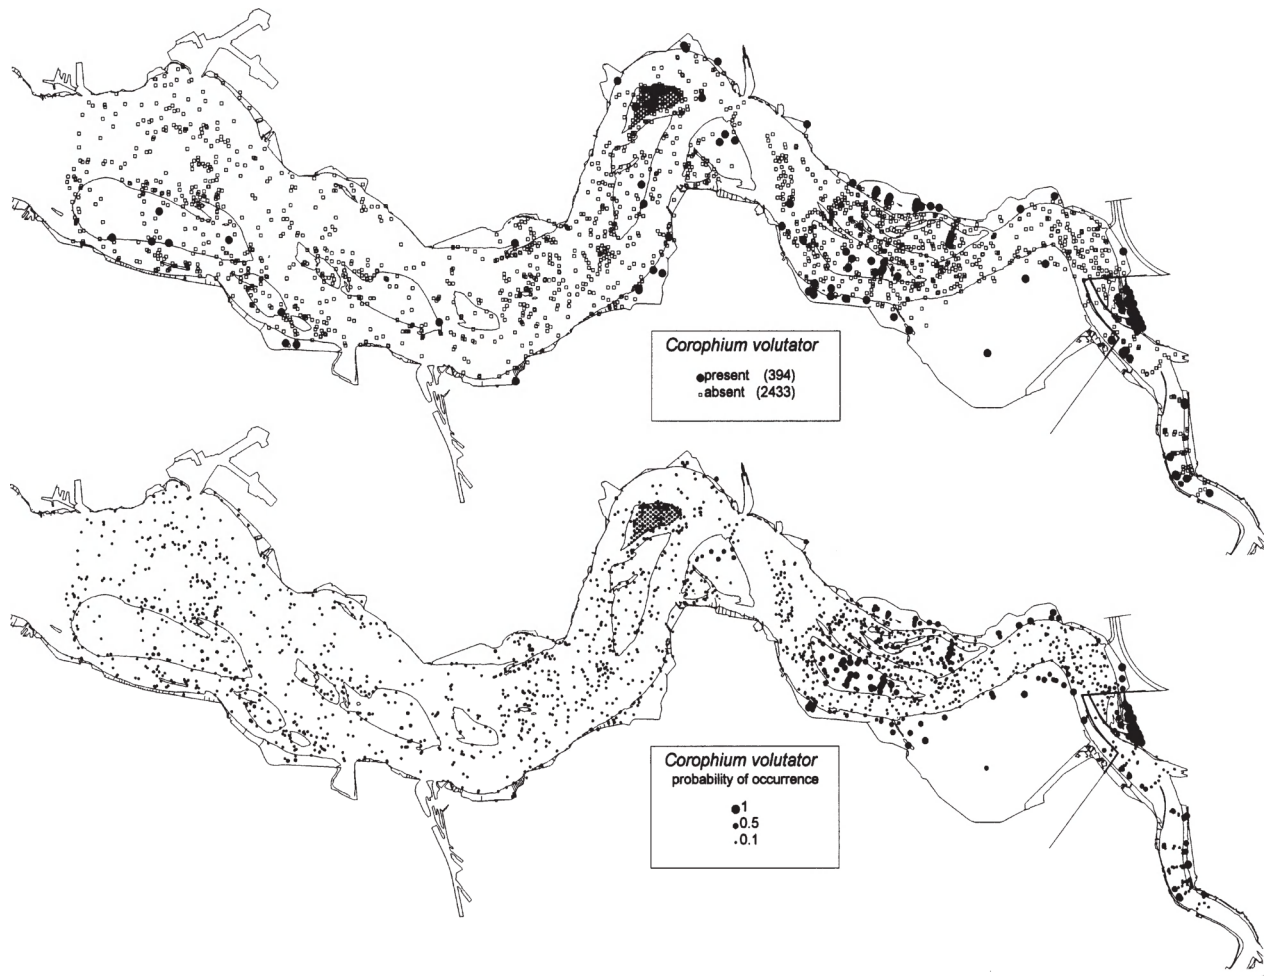 Corophium volutator
present (394)
absent (2433)
Corophium volutator
probability of occurrence
1
0.5
0.1